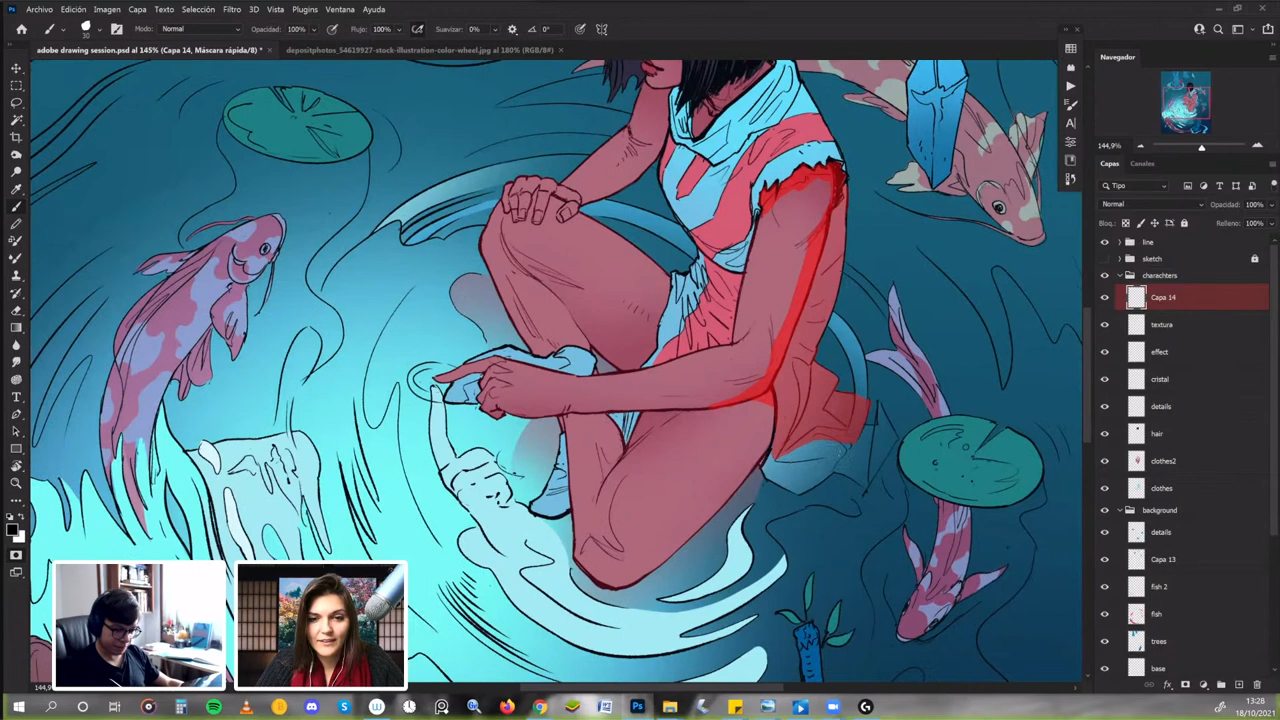 Archivo Edición Imagen Capa Texto Selección Filtro 3D Vista Plugins Ventana Ayuda
30 Modo: Normal Opacidad: 100% Flujo: 100% Suavizar: 0% 0°
adobe drawing session.psd al 145% (Capa 14, Máscara rápida/8) * × depositphotos_54619927-stock-illustration-color-wheel.jpg al 180% (RGB/8#) ×
Navegador
144,9%
Capas Canales
Tipo
Normal Opacidad: 100%
Bloq.: Relleno: 100%
line
sketch
charachters
Capa 14
textura
effect
cristal
details
hair
clothes2
clothes
background
details
Capa 13
fish 2
fish
trees
base
13:28
18/10/2021